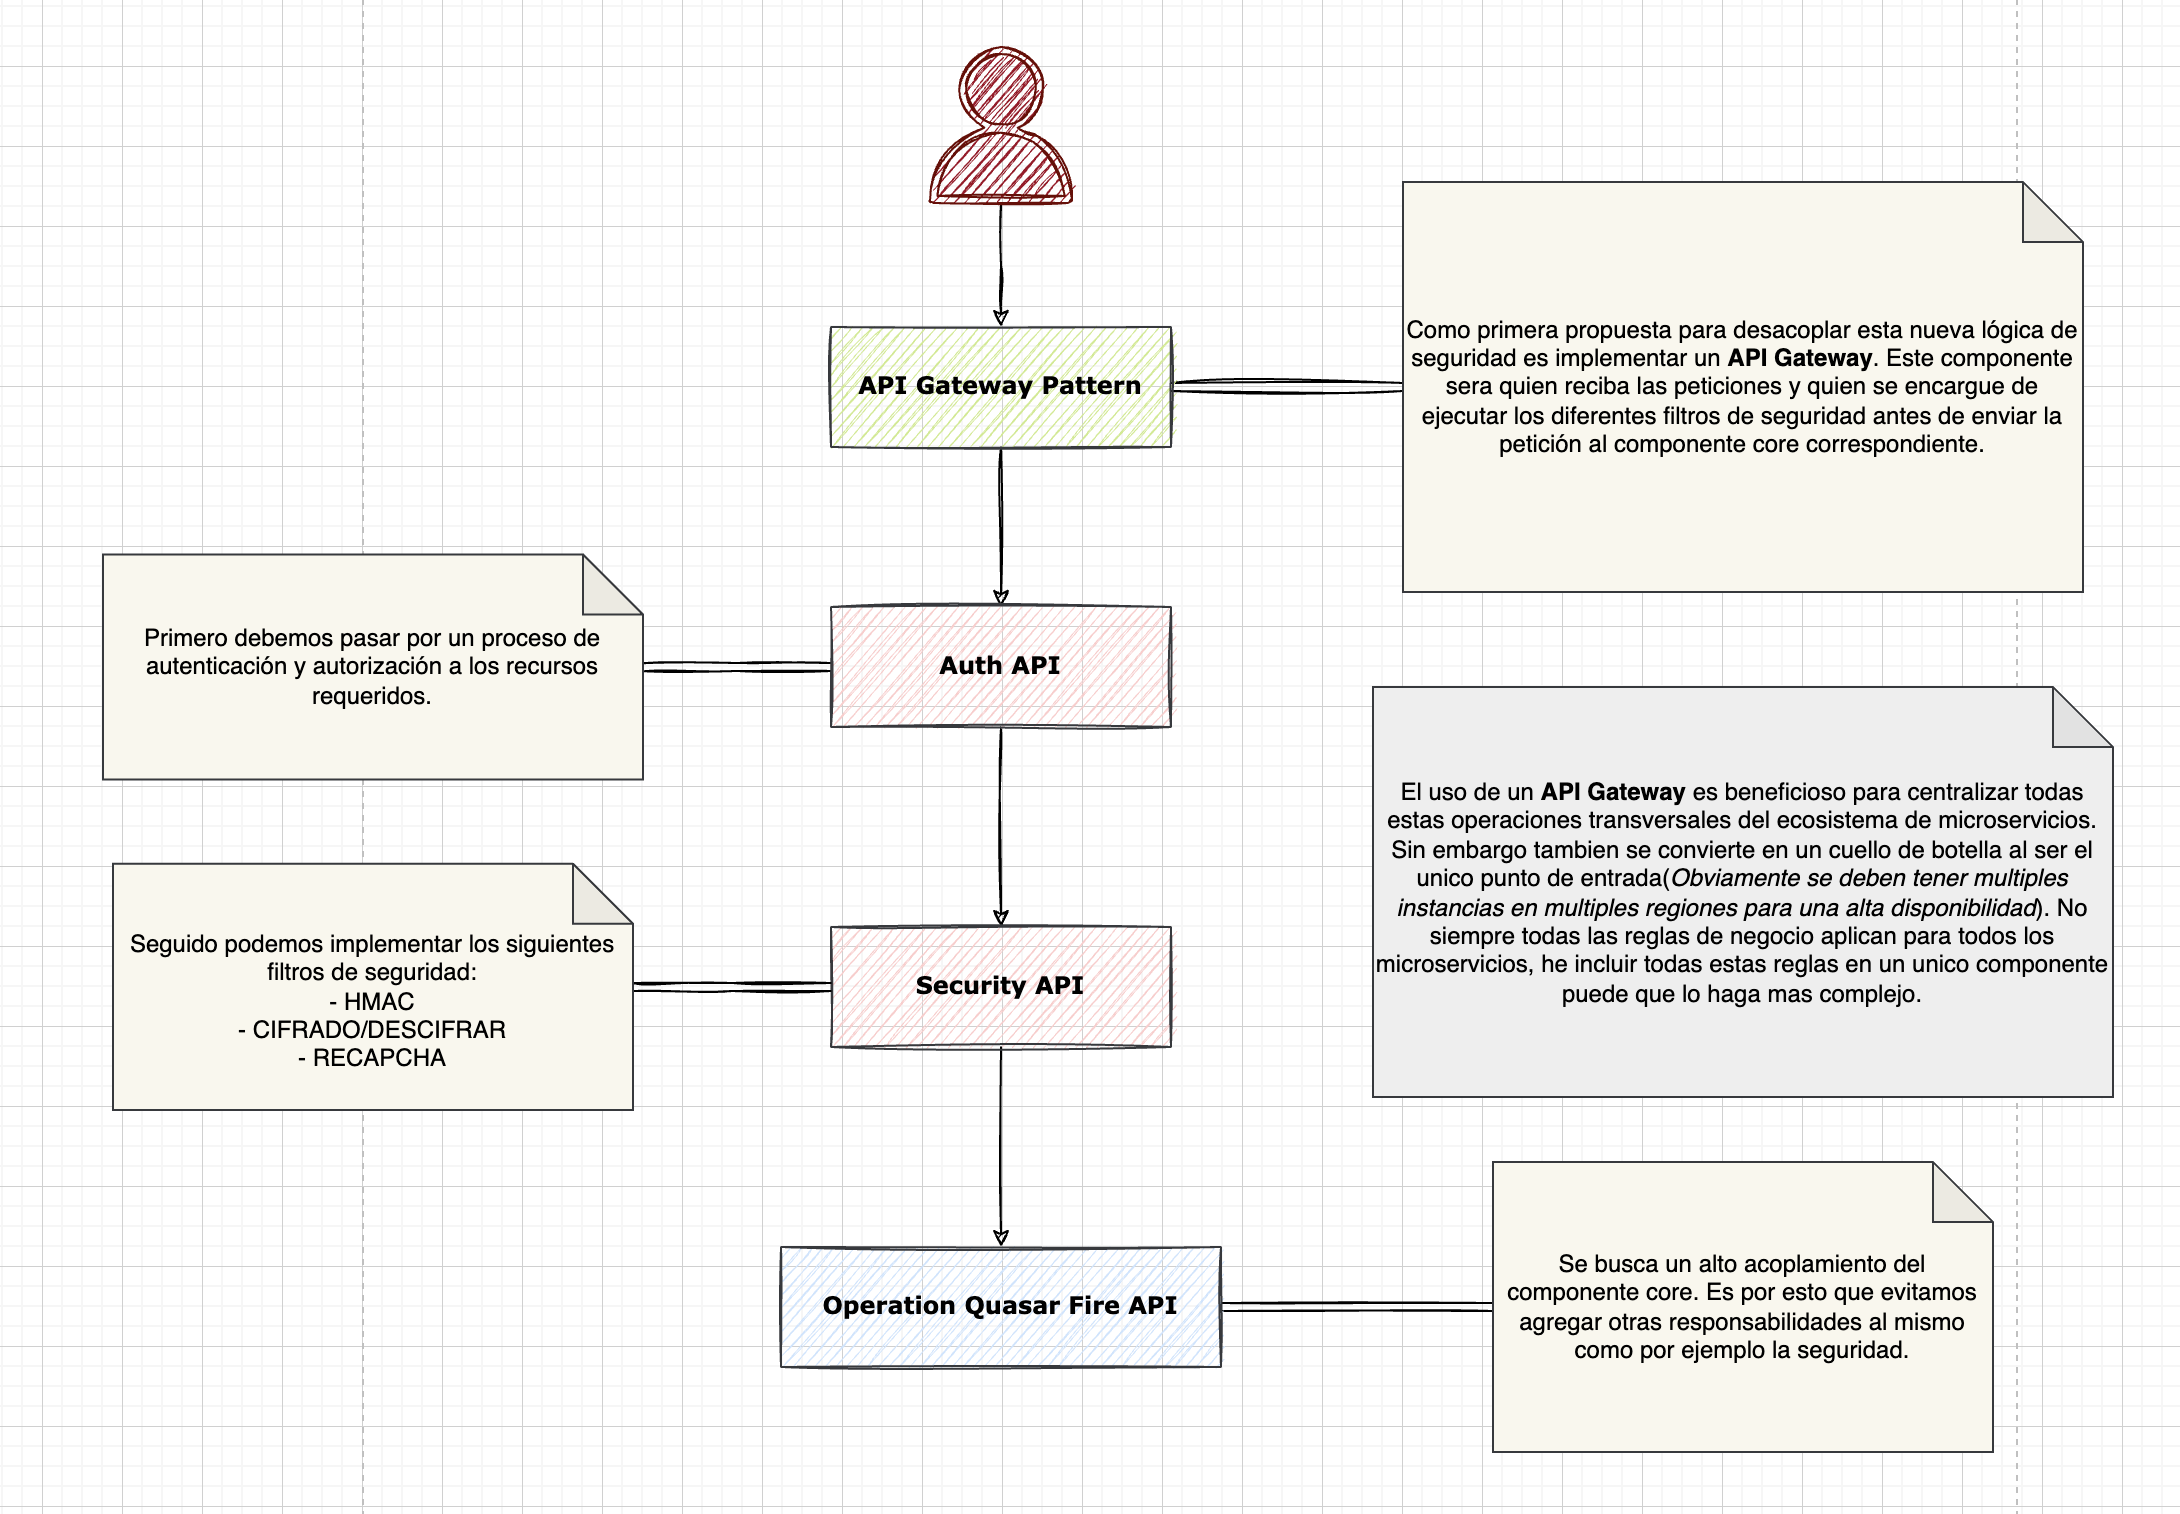 API Gateway Pattern
Como primera propuesta para desacoplar esta nueva lógica de
seguridad es implementar un API Gateway. Este componente
sera quien reciba las peticiones y quien se encargue de
ejecutar los diferentes filtros de seguridad antes de enviar la
petición al componente core correspondiente.
Primero debemos pasar por un proceso de
autenticación y autorización a los recursos
requeridos.
Auth API
El uso de un API Gateway es beneficioso para centralizar todas
estas operaciones transversales del ecosistema de microservicios.
Sin embargo tambien se convierte en un cuello de botella al ser el
unico punto de entrada(Obviamente se deben tener multiples
instancias en multiples regiones para una alta disponibilidad). No
siempre todas las reglas de negocio aplican para todos los
microservicios, he incluir todas estas reglas en un unico componente
puede que lo haga mas complejo.
Seguido podemos implementar los siguientes
filtros de seguridad:
- HMAC
- CIFRADO/DESCIFRAR
- RECAPCHA
Security API
Operation Quasar Fire API
Se busca un alto acoplamiento del
componente core. Es por esto que evitamos
agregar otras responsabilidades al mismo
como por ejemplo la seguridad.